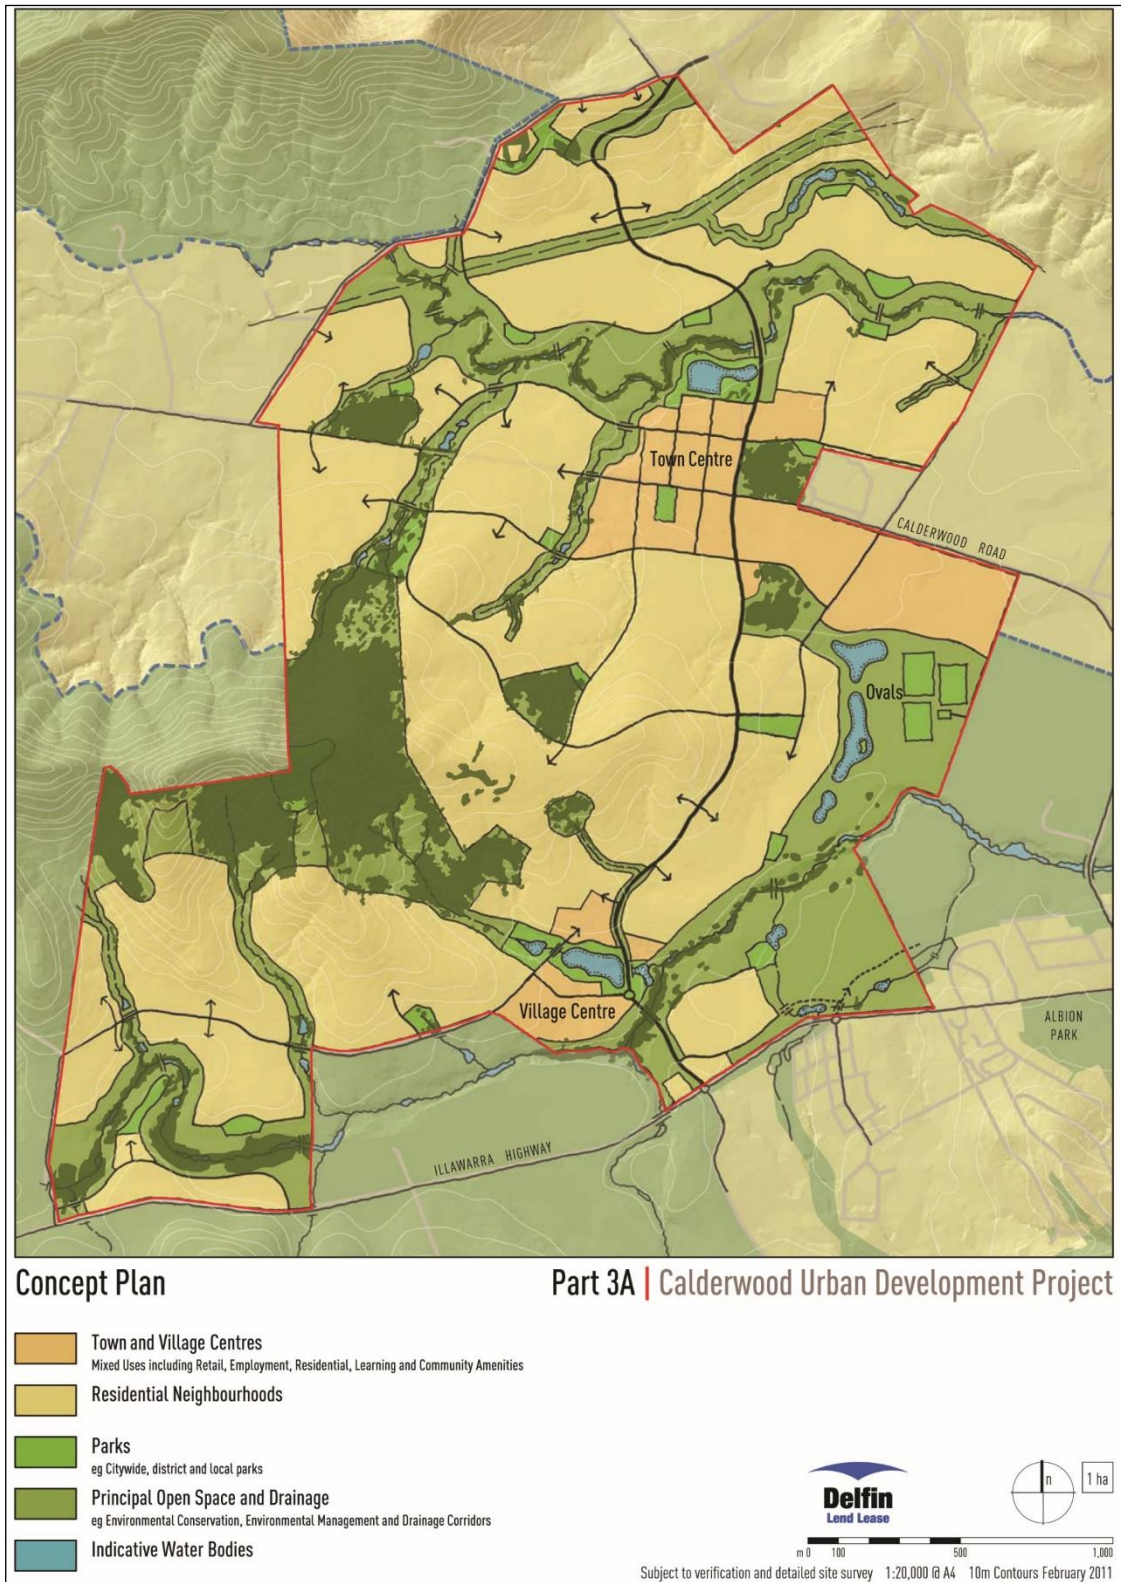 Town Centre
CALDERWOOD ROAD
Ovals
Village Centre
ALBION
PARK
ILLAWARRA HIGHWAY
Concept Plan
Part 3A | Calderwood Urban Development Project
Town and Village Centres
Mixed Uses including Retail, Employment, Residential, Learning and Community Amenities
Residential Neighbourhoods
Parks
eg Citywide, district and local parks
Principal Open Space and Drainage
eg Environmental Conservation, Environmental Management and Drainage Corridors
Indicative Water Bodies
Delfin
Lend Lease
n
1 ha
m 0 100 500 1,000
Subject to verification and detailed site survey 1:20,000 @ A4 10m Contours February 2011